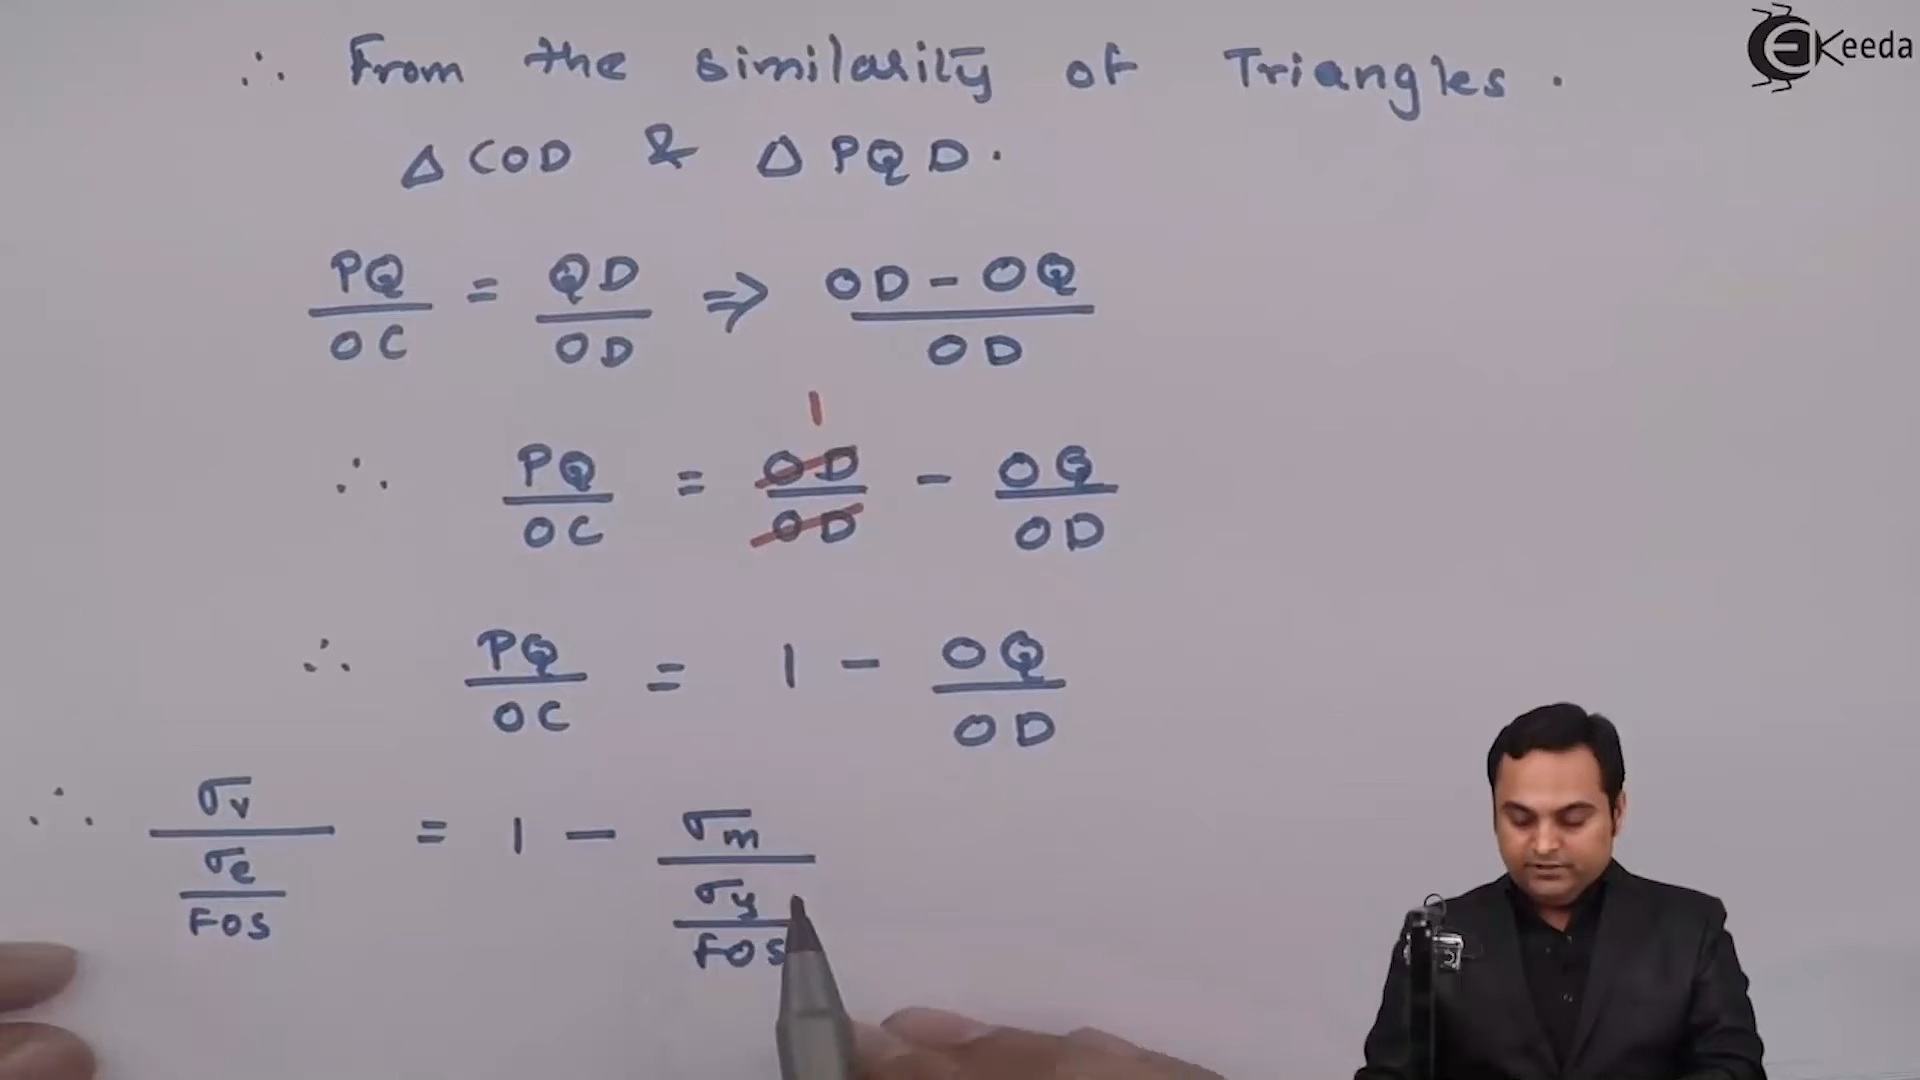 eKeeda
∴ From the similarity of Triangles.
Δ COD & Δ PQD.
PQ/OC = QD/OD ⇒ OD - OQ/OD
1
∴ PQ/OC = OD/OD - OQ/OD
∴ PQ/OC = 1 - OQ/OD
∴ σv/(σe/FOS) = 1 - σm/(σy/FOS)